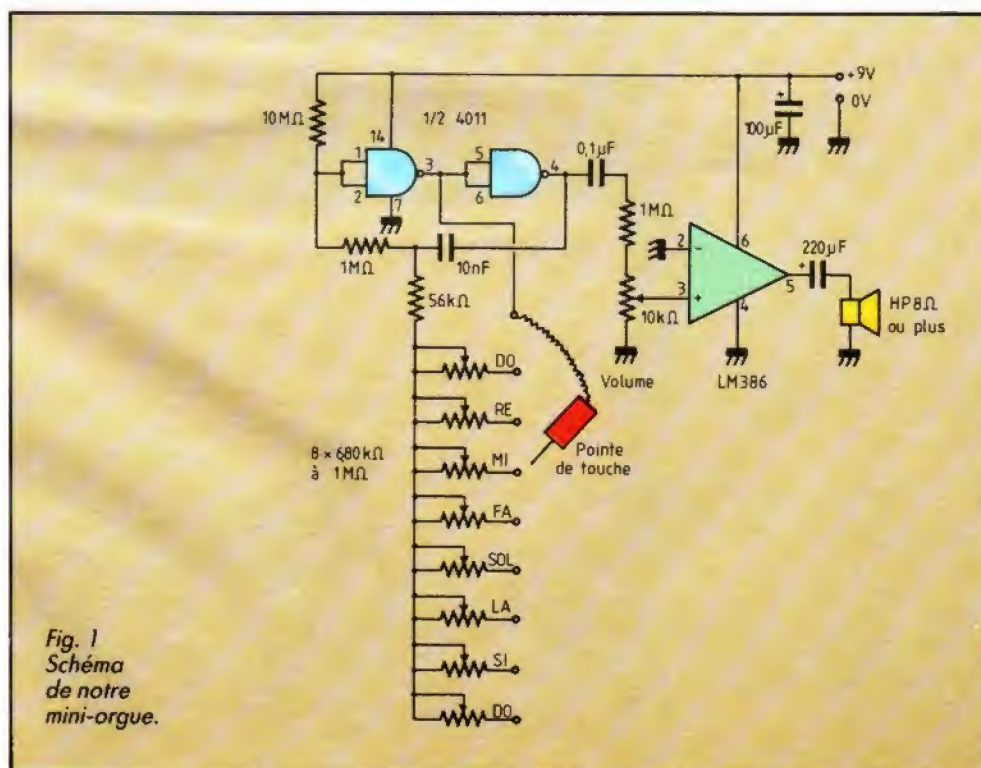 +9V
0V
10MΩ
1/2 4011
100µF
14
1
2
3
7
5
6
4
0,1µF
1MΩ
1MΩ
10nF
56kΩ
2
-
3
+
6
5
4
220µF
HP 8Ω
ou plus
10kΩ
Volume
LM386
DO
RE
MI
FA
SOL
LA
SI
DO
8 × 680kΩ
à 1MΩ
Pointe
de touche
Fig. 1
Schéma
de notre
mini-orgue.